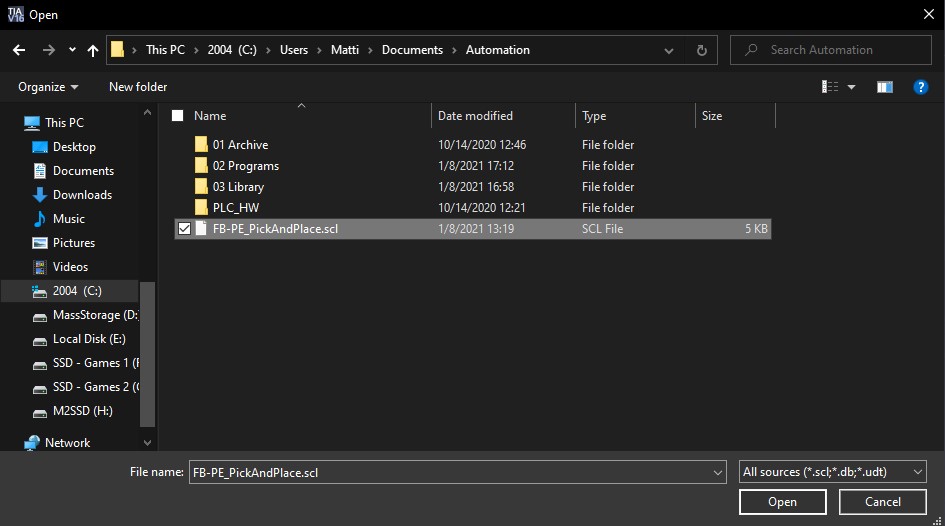 TIA V16 Open
This PC > 2004 (C:) > Users > Matti > Documents > Automation
Search Automation
Organize New folder
Name Date modified Type Size
This PC
Desktop
Documents
Downloads
Music
Pictures
Videos
2004 (C:)
MassStorage (D:
Local Disk (E:)
SSD - Games 1 (F
SSD - Games 2 (G
M2SSD (H:)
Network
01 Archive 10/14/2020 12:46 File folder
02 Programs 1/8/2021 17:12 File folder
03 Library 1/8/2021 16:58 File folder
PLC_HW 10/14/2020 12:21 File folder
FB-PE_PickAndPlace.scl 1/8/2021 13:19 SCL File 5 KB
File name: FB-PE_PickAndPlace.scl All sources (*.scl;*.db;*.udt)
Open Cancel